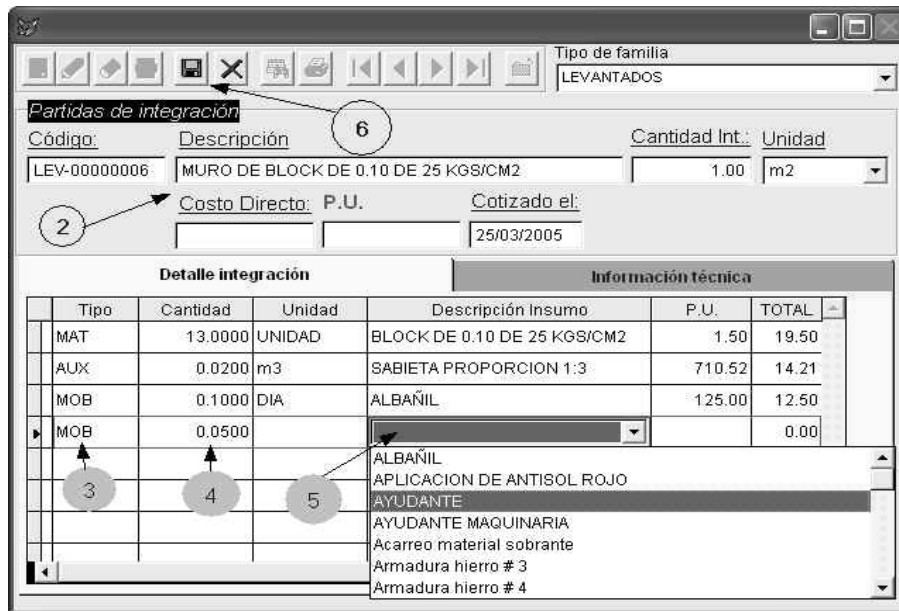 Tipo de familia
LEVANTADOS
Partidas de integración
6
Código:
Descripción
Cantidad Int.:
Unidad
LEV-00000006
MURO DE BLOCK DE 0.10 DE 25 KGS/CM2
1.00
m2
2
Costo Directo:
P.U.
Cotizado el:
25/03/2005
Detalle integración
Información técnica
Tipo Cantidad Unidad Descripción Insumo P.U. TOTAL
MAT 13.0000 UNIDAD BLOCK DE 0.10 DE 25 KGS/CM2 1.50 19.50
AUX 0.0200 m3 SABIETA PROPORCION 1:3 710.52 14.21
MOB 0.1000 DIA ALBAÑIL 125.00 12.50
MOB 0.0500 0.00
3
4
5
ALBAÑIL
APLICACION DE ANTISOL ROJO
AYUDANTE
AYUDANTE MAQUINARIA
Acarreo material sobrante
Armadura hierro # 3
Armadura hierro # 4